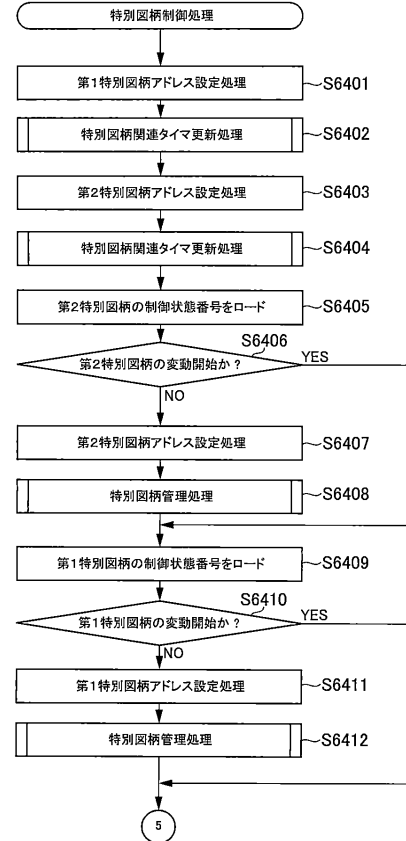 特別図柄制御処理
第1特別図柄アドレス設定処理
S6401
特別図柄関連タイマ更新処理
S6402
第2特別図柄アドレス設定処理
S6403
特別図柄関連タイマ更新処理
S6404
第2特別図柄の制御状態番号をロード
S6405
S6406
第2特別図柄の変動開始か?
YES
NO
第2特別図柄アドレス設定処理
S6407
特別図柄管理処理
S6408
第1特別図柄の制御状態番号をロード
S6409
S6410
第1特別図柄の変動開始か?
YES
NO
第1特別図柄アドレス設定処理
S6411
特別図柄管理処理
S6412
5